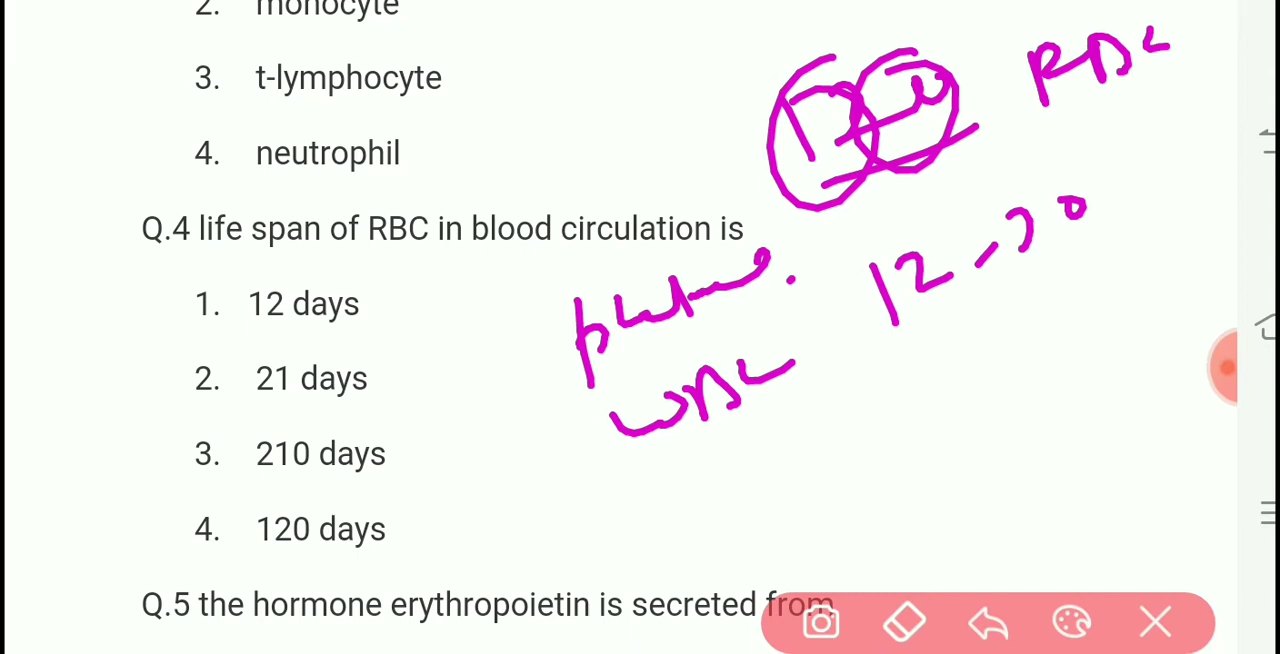 2. monocyte
3. t-lymphocyte
RBC
4. neutrophil
Q.4 life span of RBC in blood circulation is
1. 12 days
12-20
2. 21 days
WBC
3. 210 days
4. 120 days
Q.5 the hormone erythropoietin is secreted from